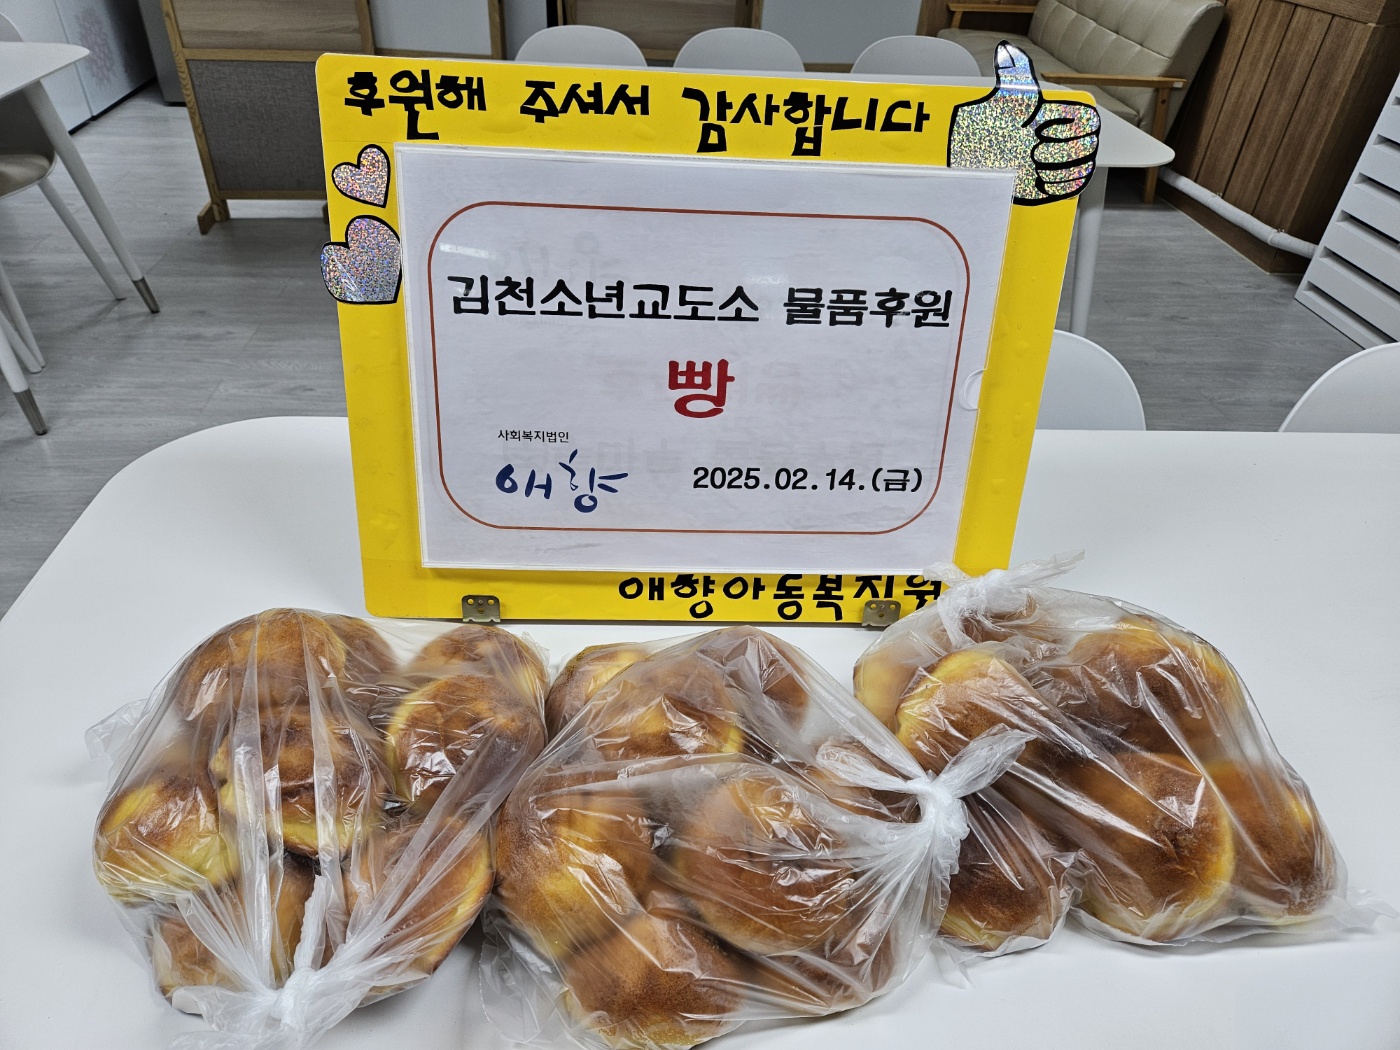 후원해 주셔서 감사합니다
김천소년교도소 물품후원
빵
사회복지법인
애향
2025.02.14.(금)
애향아동복지원